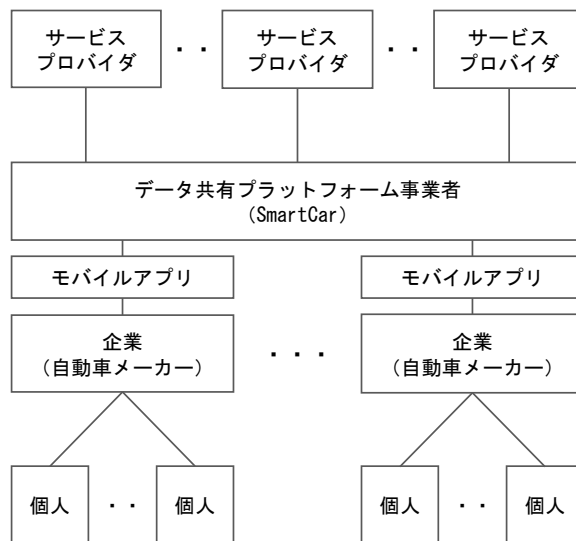 サービス
プロバイダ
・・
サービス
プロバイダ
・・
サービス
プロバイダ
データ共有プラットフォーム事業者
（SmartCar）
モバイルアプリ
モバイルアプリ
企業
（自動車メーカー）
・・・
企業
（自動車メーカー）
個人
・・
個人
個人
・・
個人